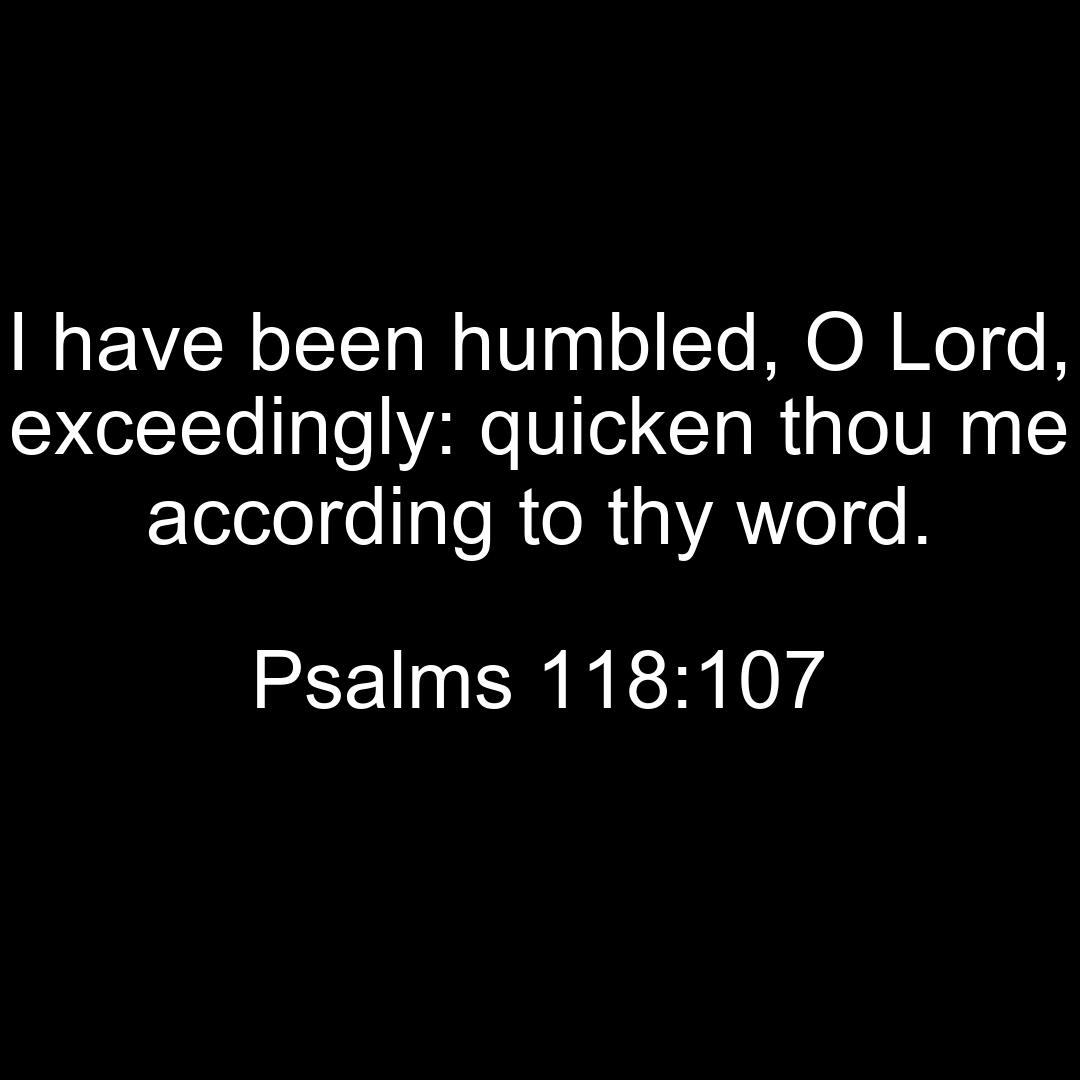 I have been humbled, O Lord,
exceedingly: quicken thou me
according to thy word.
Psalms 118:107